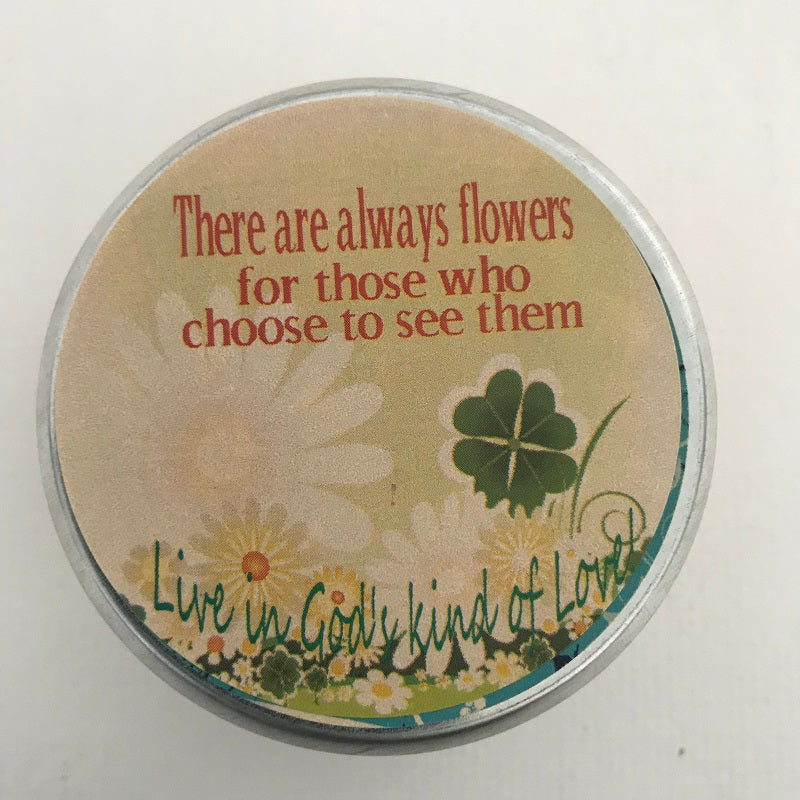 There are always flowers
for those who
choose to see them
Live in God's kind of Love!